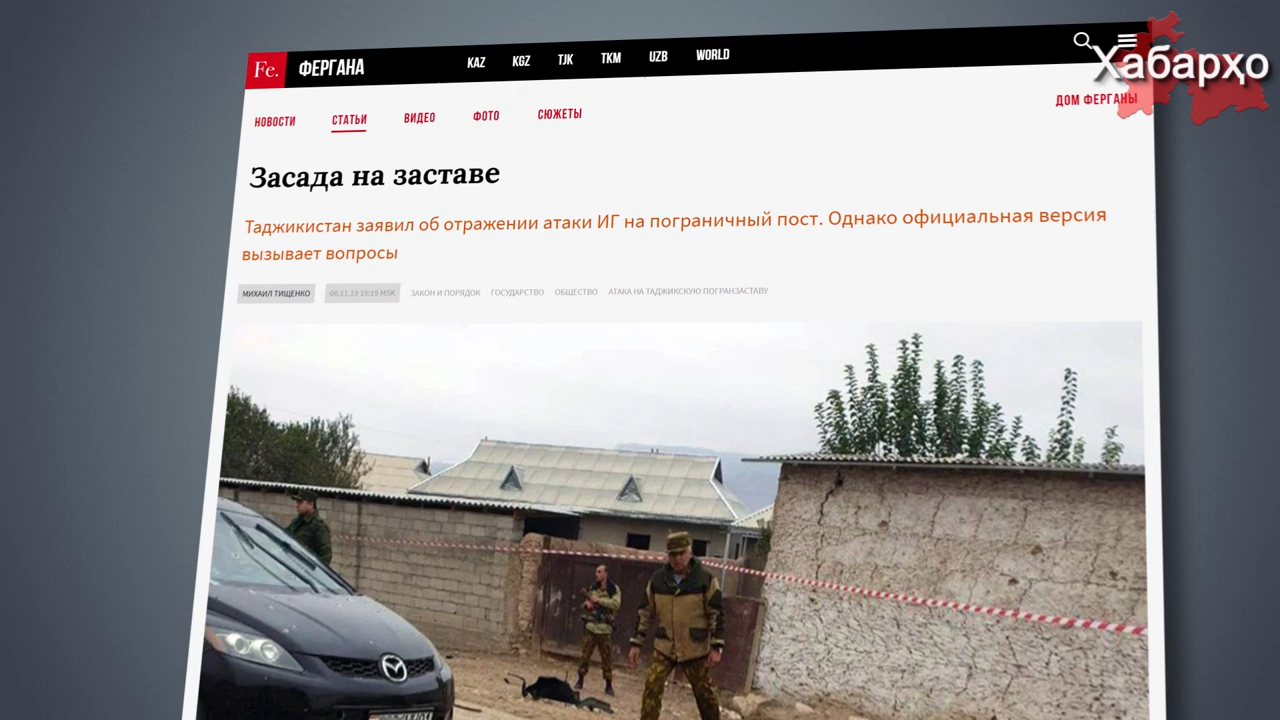 Fe. ФЕРГАНА KAZ KGZ TJK TKM UZB WORLD
Хабарҳо
НОВОСТИ СТАТЬИ ВИДЕО ФОТО СЮЖЕТЫ ДОМ ФЕРГАНЫ
Засада на заставе
Таджикистан заявил об отражении атаки ИГ на пограничный пост. Однако официальная версия
вызывает вопросы
МИХАИЛ ТИЩЕНКО 06.11.19 19:19 MSK ЗАКОН И ПОРЯДОК ГОСУДАРСТВО ОБЩЕСТВО АТАКА НА ТАДЖИКСКУЮ ПОГРАНЗАСТАВУ